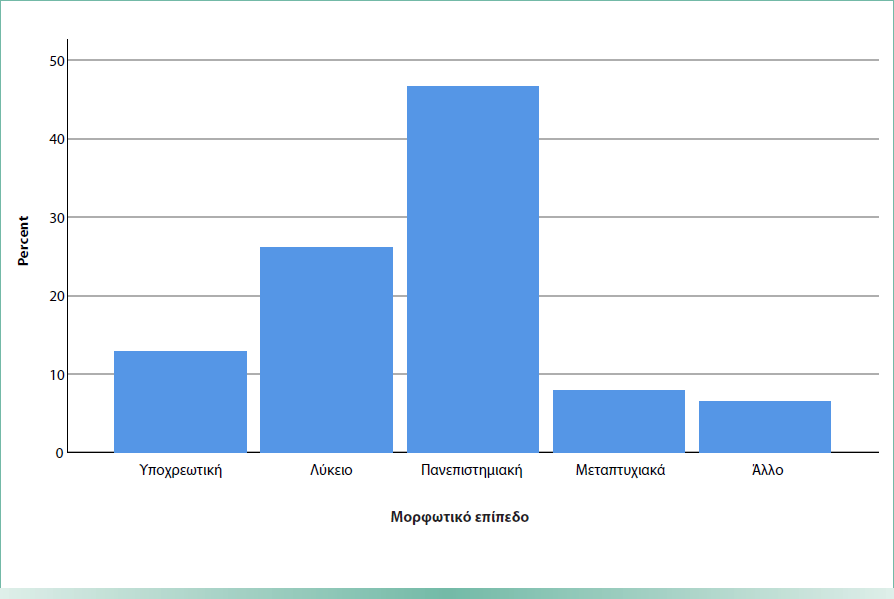 50
40
30
20
10
0
Percent
Υποχρεωτική
Λύκειο
Πανεπιστημιακή
Μεταπτυχιακά
Άλλο
Μορφωτικό επίπεδο